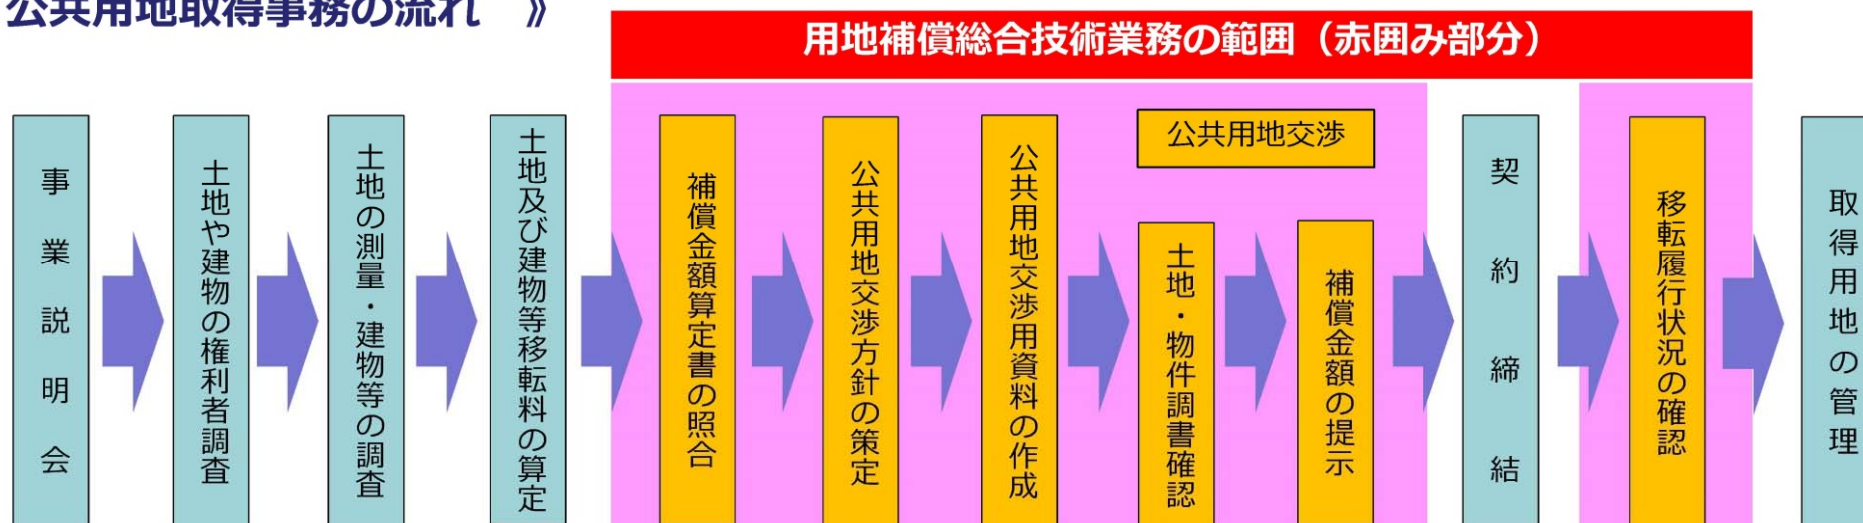 公共用地取得事務の流れ 》
用地補償総合技術業務の範囲(赤囲み部分)
事業説明会
土地や建物の権利者調査
土地の測量・建物等の調査
土地及び建物等移転料の算定
補償金額算定書の照合
公共用地交渉方針の策定
公共用地交渉用資料の作成
公共用地交渉
土地・物件調書確認
補償金額の提示
契約締結
移転履行状況の確認
取得用地の管理